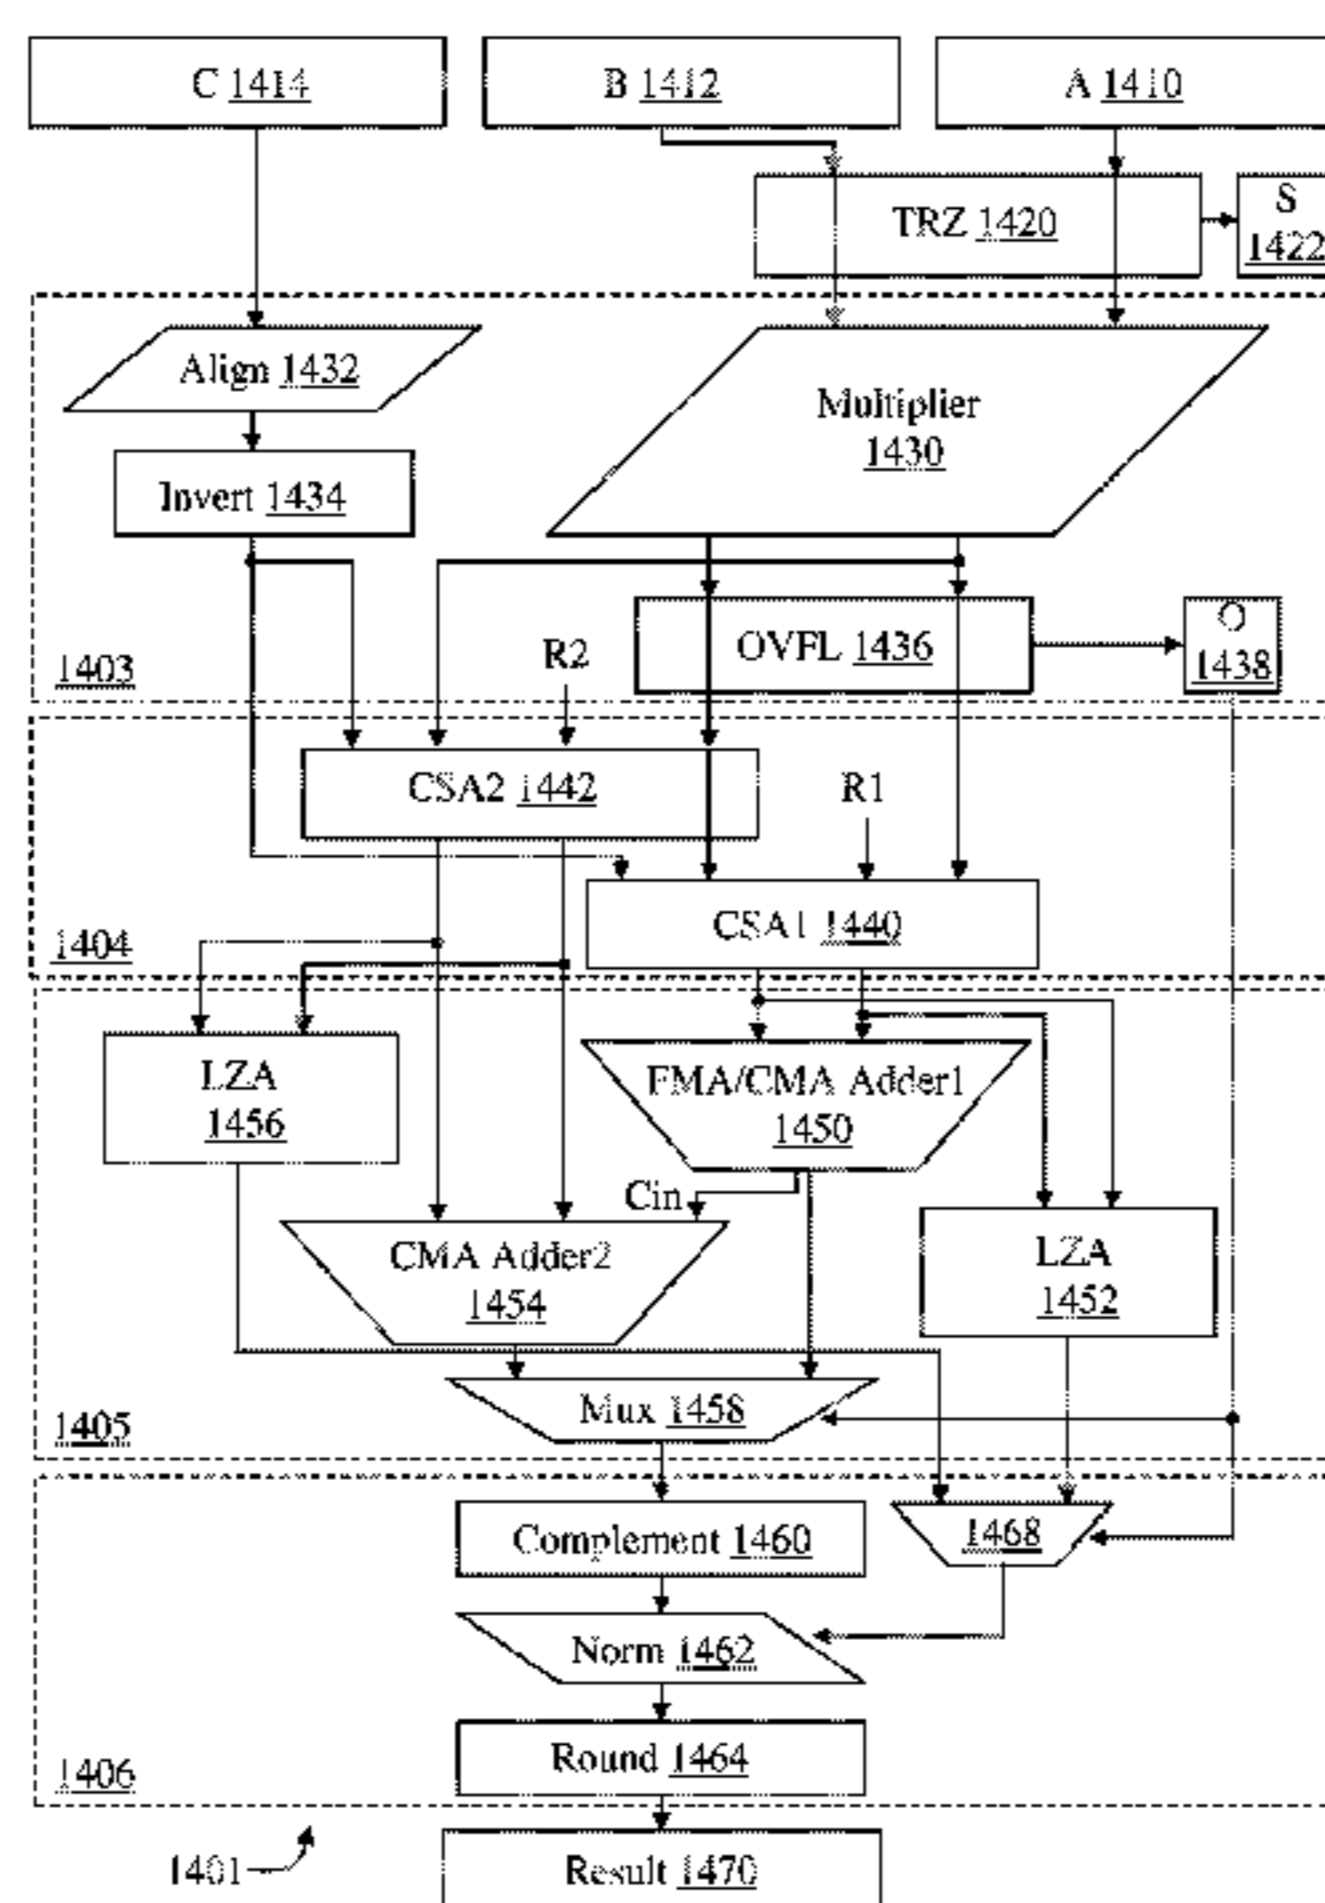 C 1414
B 1412
A 1410
TRZ 1420
S
1422
Align 1432
Multiplier
1430
Invert 1434
R2
OVFL 1436
O
1438
1403
CSA2 1442
R1
CSA1 1440
1404
LZA
1456
FMA/CMA Adder1
1450
Cin
CMA Adder2
1454
LZA
1452
Mux 1458
1405
Complement 1460
1468
Norm 1462
Round 1464
1406
1401
Result 1470